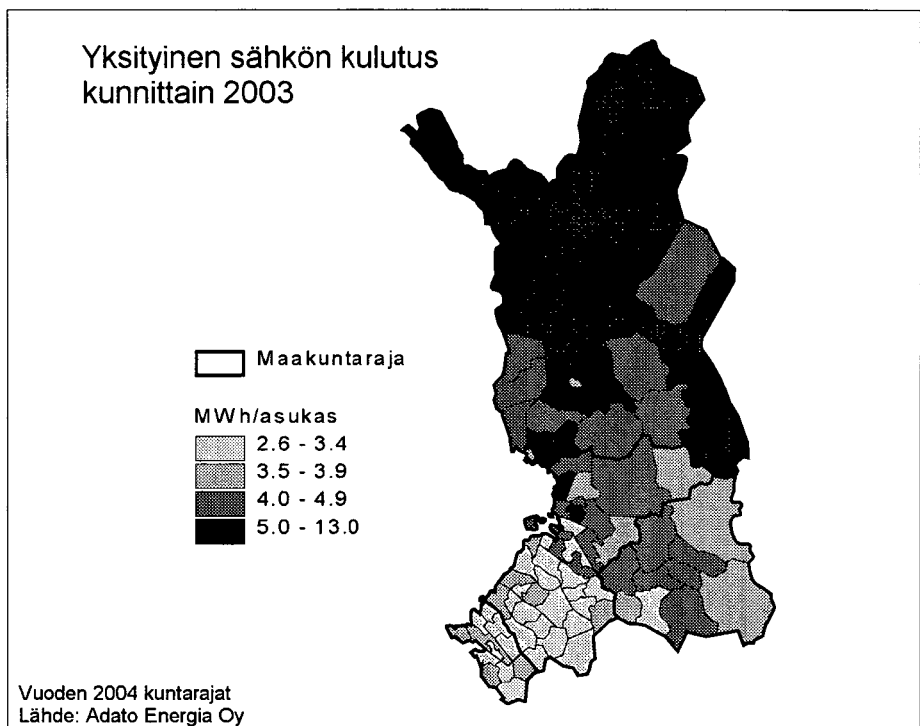 Yksityinen sähkön kulutus
kunnittain 2003
Maakuntaraja
MWh/asukas
2.6 - 3.4
3.5 - 3.9
4.0 - 4.9
5.0 - 13.0
Vuoden 2004 kuntarajat
Lähde: Adato Energia Oy